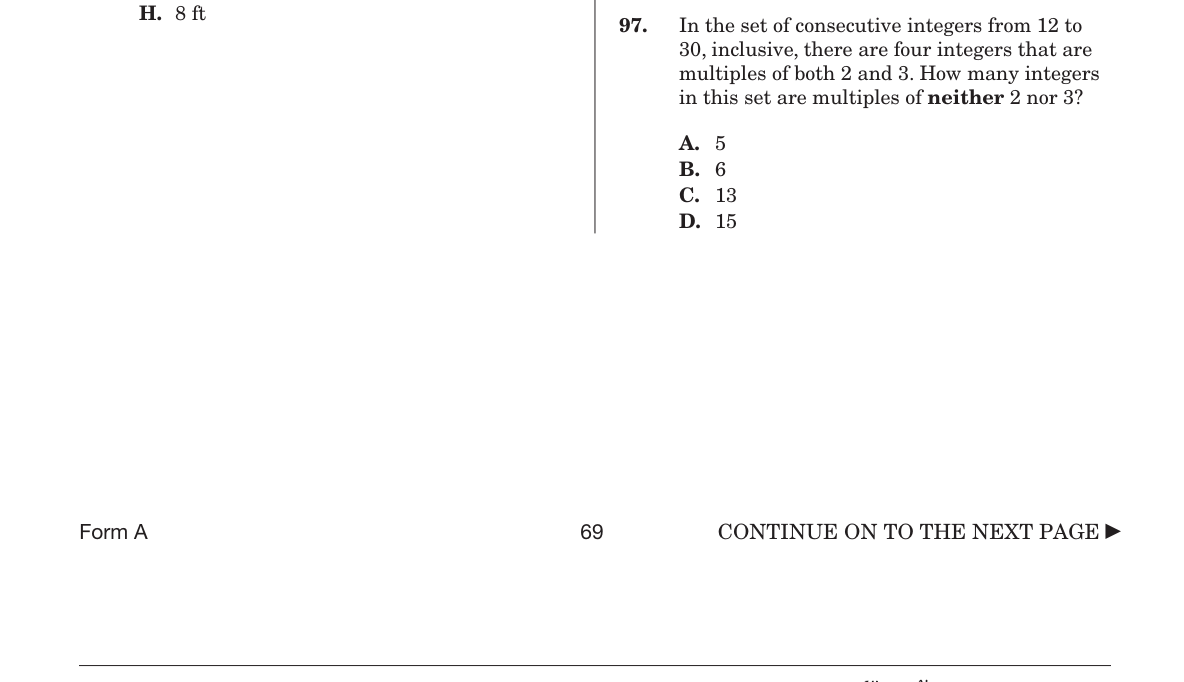 H. 8 ft
97. In the set of consecutive integers from 12 to
30, inclusive, there are four integers that are
multiples of both 2 and 3. How many integers
in this set are multiples of neither 2 nor 3?
A. 5
B. 6
C. 13
D. 15
Form A
69
CONTINUE ON TO THE NEXT PAGE ▶